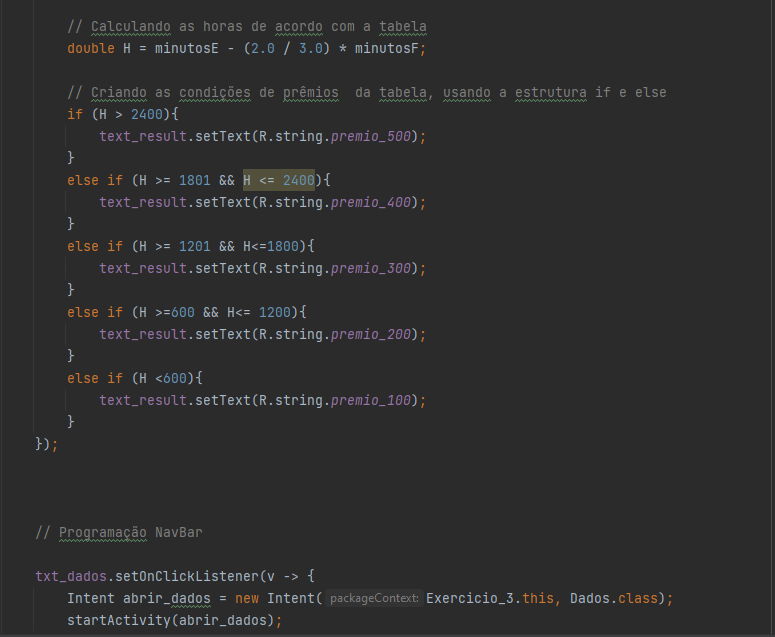 // Calculando as horas de acordo com a tabela
double H = minutosE - (2.0 / 3.0) * minutosF;
// Criando as condições de prêmios  da tabela, usando a estrutura if e else
if (H > 2400){
text_result.setText(R.string.premio_500);
}
else if (H >= 1801 && H <= 2400){
text_result.setText(R.string.premio_400);
}
else if (H >= 1201 && H<=1800){
text_result.setText(R.string.premio_300);
}
else if (H >=600 && H<= 1200){
text_result.setText(R.string.premio_200);
}
else if (H <600){
text_result.setText(R.string.premio_100);
}
});
// Programação NavBar
txt_dados.setOnClickListener(v -> {
Intent abrir_dados = new Intent( packageContext: Exercicio_3.this, Dados.class);
startActivity(abrir_dados);